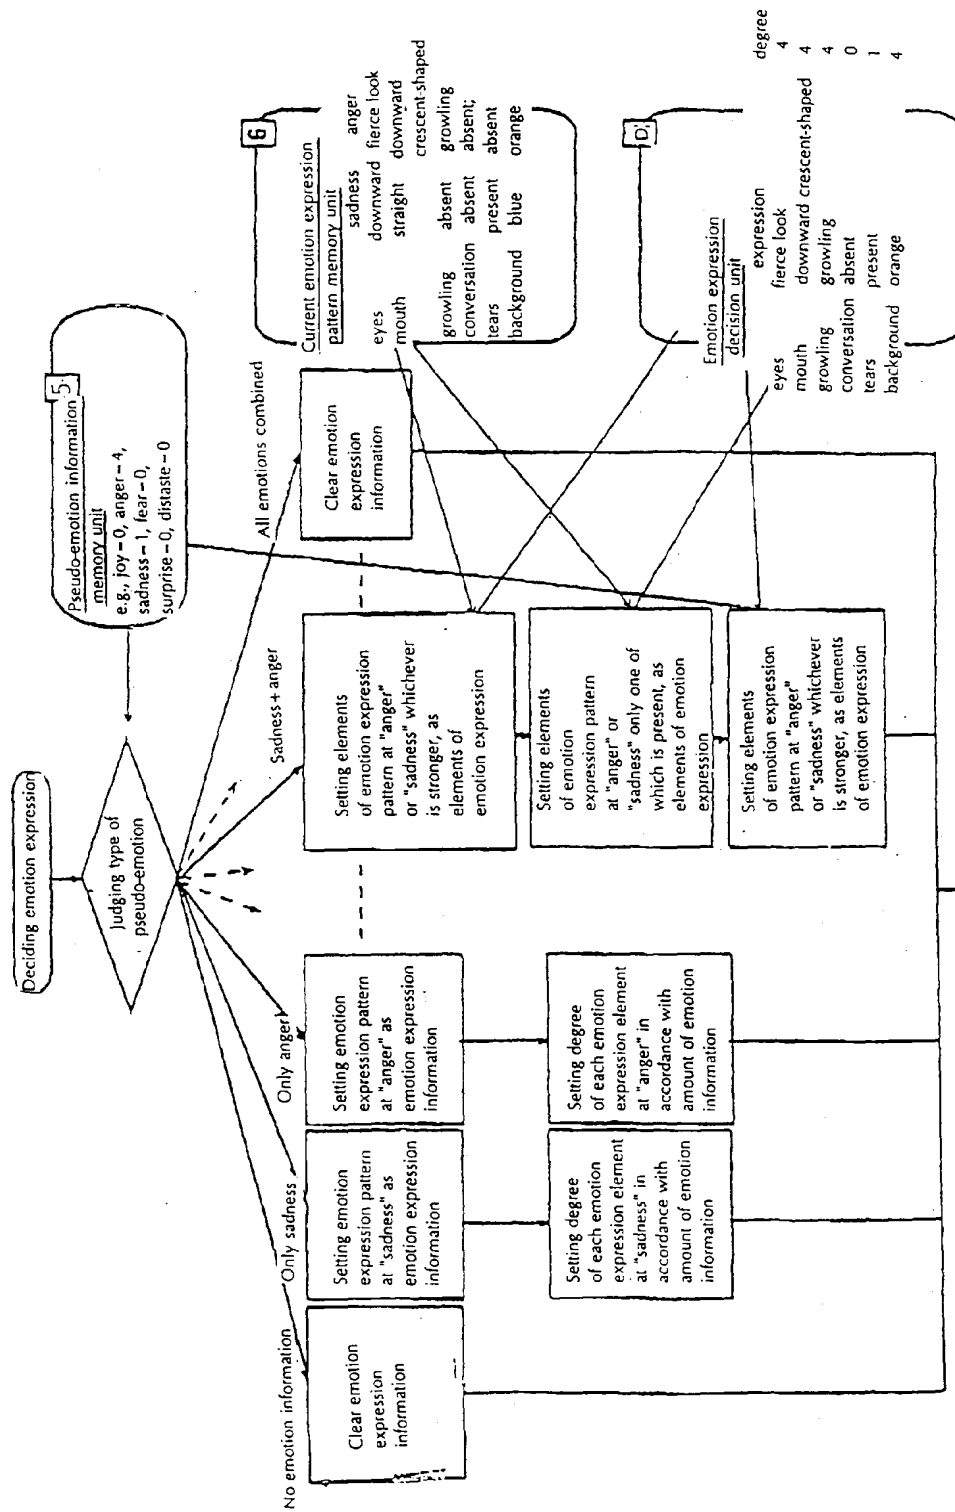 Deciding emotion expression
Judging type of
pseudo-emotion
5
Pseudo-emotion information
memory unit
e.g., joy–0, anger–4,
sadness–1, fear–0,
surprise–0, distaste–0
No emotion information
Only sadness
Only anger
Sadness+anger
All emotions combined
Clear emotion
expression
information
Setting emotion
expression pattern
at "sadness" as
emotion expression
information
Setting emotion
expression pattern
at "anger" as
emotion expression
information
Setting elements
of emotion expression
pattern at "anger"
or "sadness" whichever
is stronger, as
elements of
emotion expression
Clear emotion
expression
information
6
Current emotion expression
pattern memory unit
sadness anger
eyes downward fierce look
mouth straight downward
crescent-shaped
growling absent growling
conversation absent absent;
tears present absent
background blue orange
Setting degree
of each emotion
expression element
at "sadness" in
accordance with
amount of emotion
information
Setting degree
of each emotion
expression element
at "anger" in
accordance with
amount of emotion
information
Setting elements
of emotion
expression pattern
at "anger" or
"sadness" only one of
which is present, as
elements of emotion
expression
Setting elements
of emotion expression
pattern at "anger"
or "sadness" whichever
is stronger, as elements
of emotion expression
D
Emotion expression
decision unit
expression degree
eyes fierce look 4
mouth downward crescent-shaped 4
growling growling 4
conversation absent 0
tears present 1
background orange 4